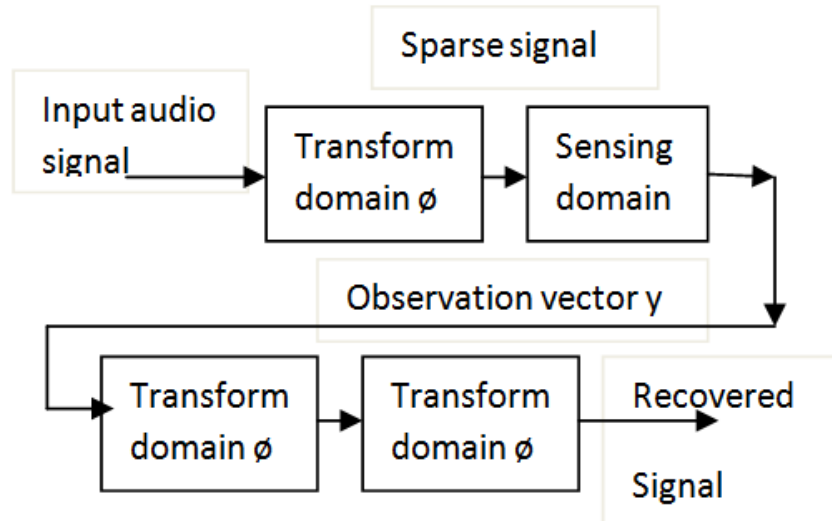 Sparse signal
Input audio
signal
Transform
domain ø
Sensing
domain
Observation vector y
Transform
domain ø
Transform
domain ø
Recovered
Signal